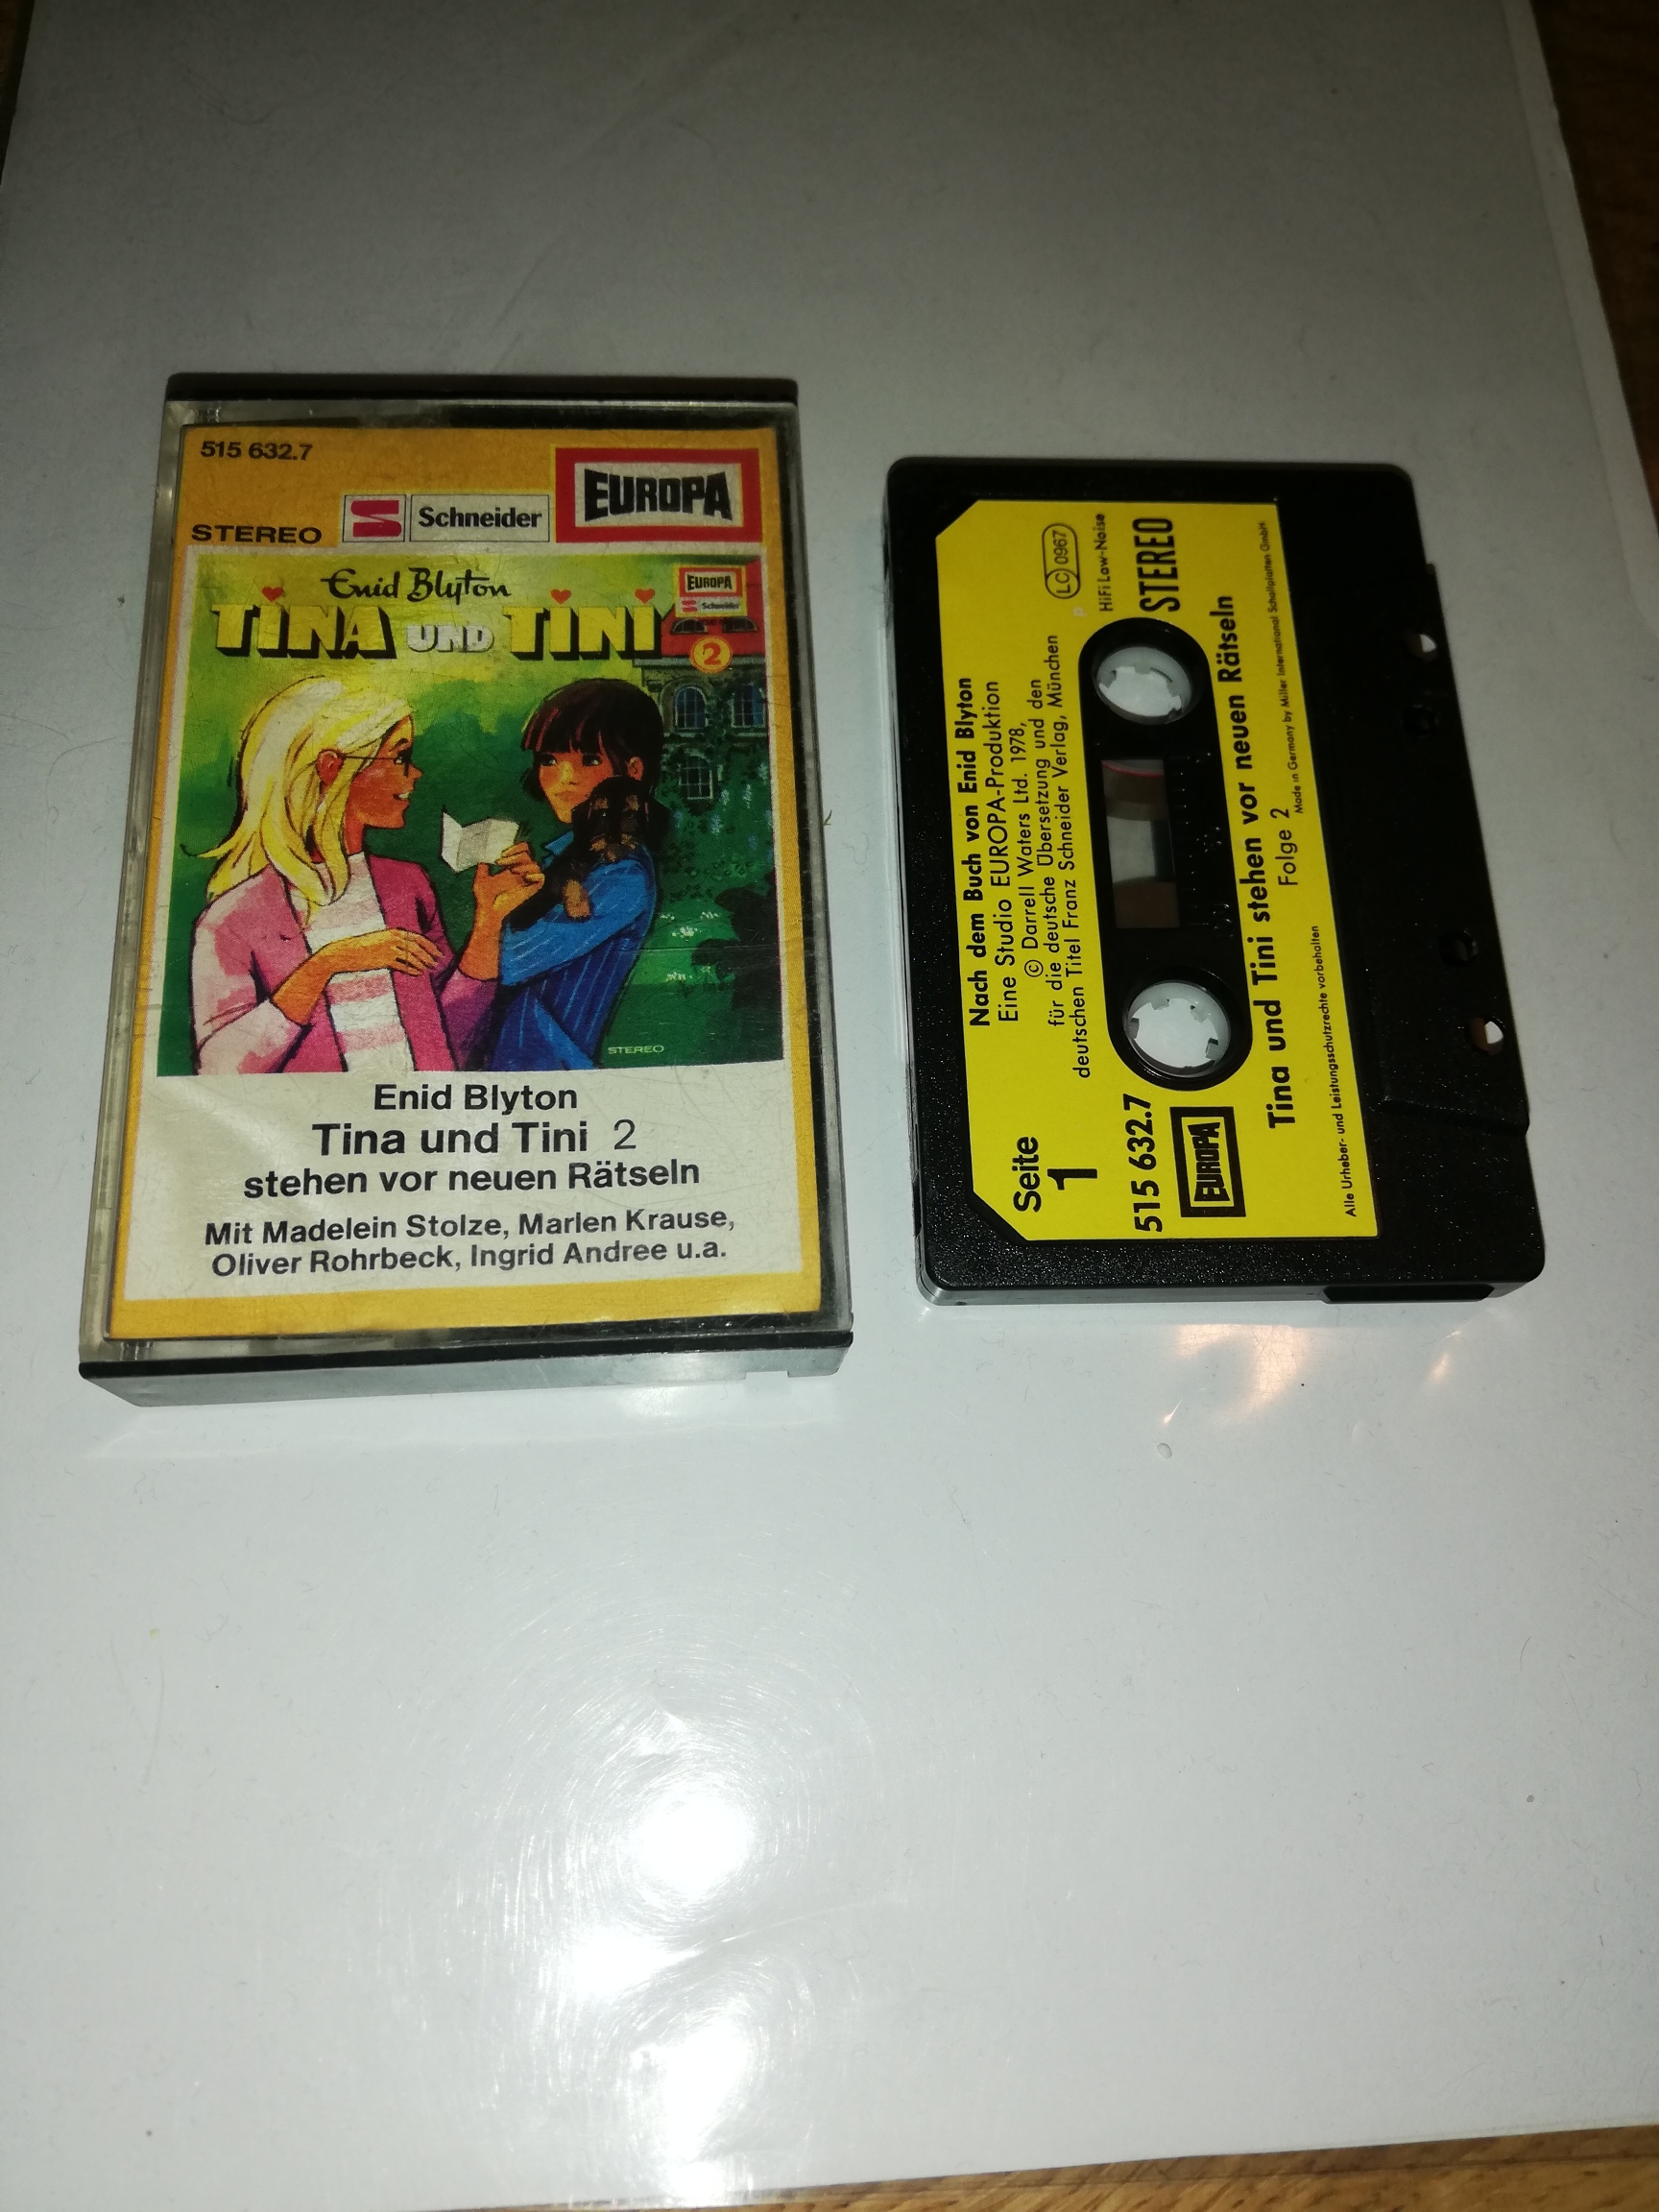 515 632.7
STEREO
Schneider
EUROPA
Enid Blyton
TINA UND TINI
EUROPA
Schneider
2
STEREO
Enid Blyton
Tina und Tini 2
stehen vor neuen Rätseln
Mit Madelein Stolze, Marlen Krause,
Oliver Rohrbeck, Ingrid Andree u.a.
Nach dem Buch von Enid Blyton
Eine Studio EUROPA-Produktion
© Darrell Waters Ltd. 1978,
für die deutsche Übersetzung und den
deutschen Titel Franz Schneider Verlag, München
Seite
1
LC 0967
HiFi Low-Noise
STEREO
515 632.7
EUROPA
Tina und Tini stehen vor neuen Rätseln
Folge 2
Made in Germany by Miller International Schallplatten GmbH
Alle Urheber- und Leistungsschutzrechte vorbehalten